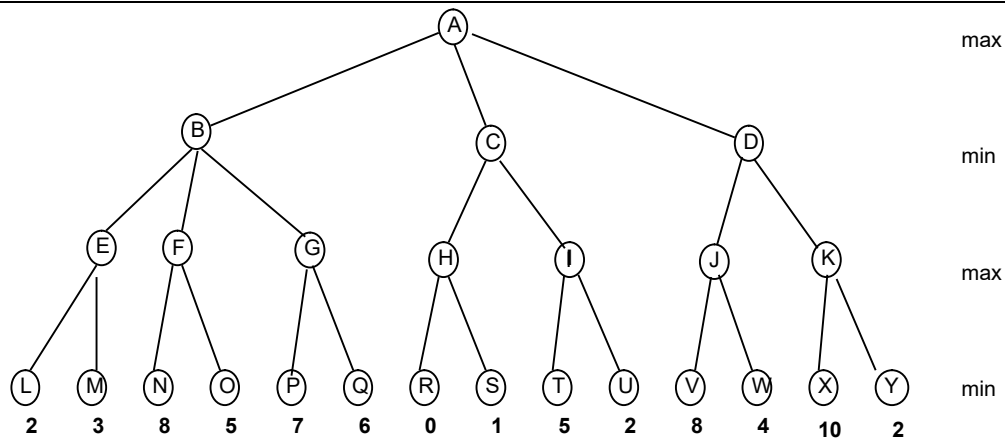 A max
B C D min
E F G H I J K max
L M N O P Q R S T U V W X Y min
2 3 8 5 7 6 0 1 5 2 8 4 10 2